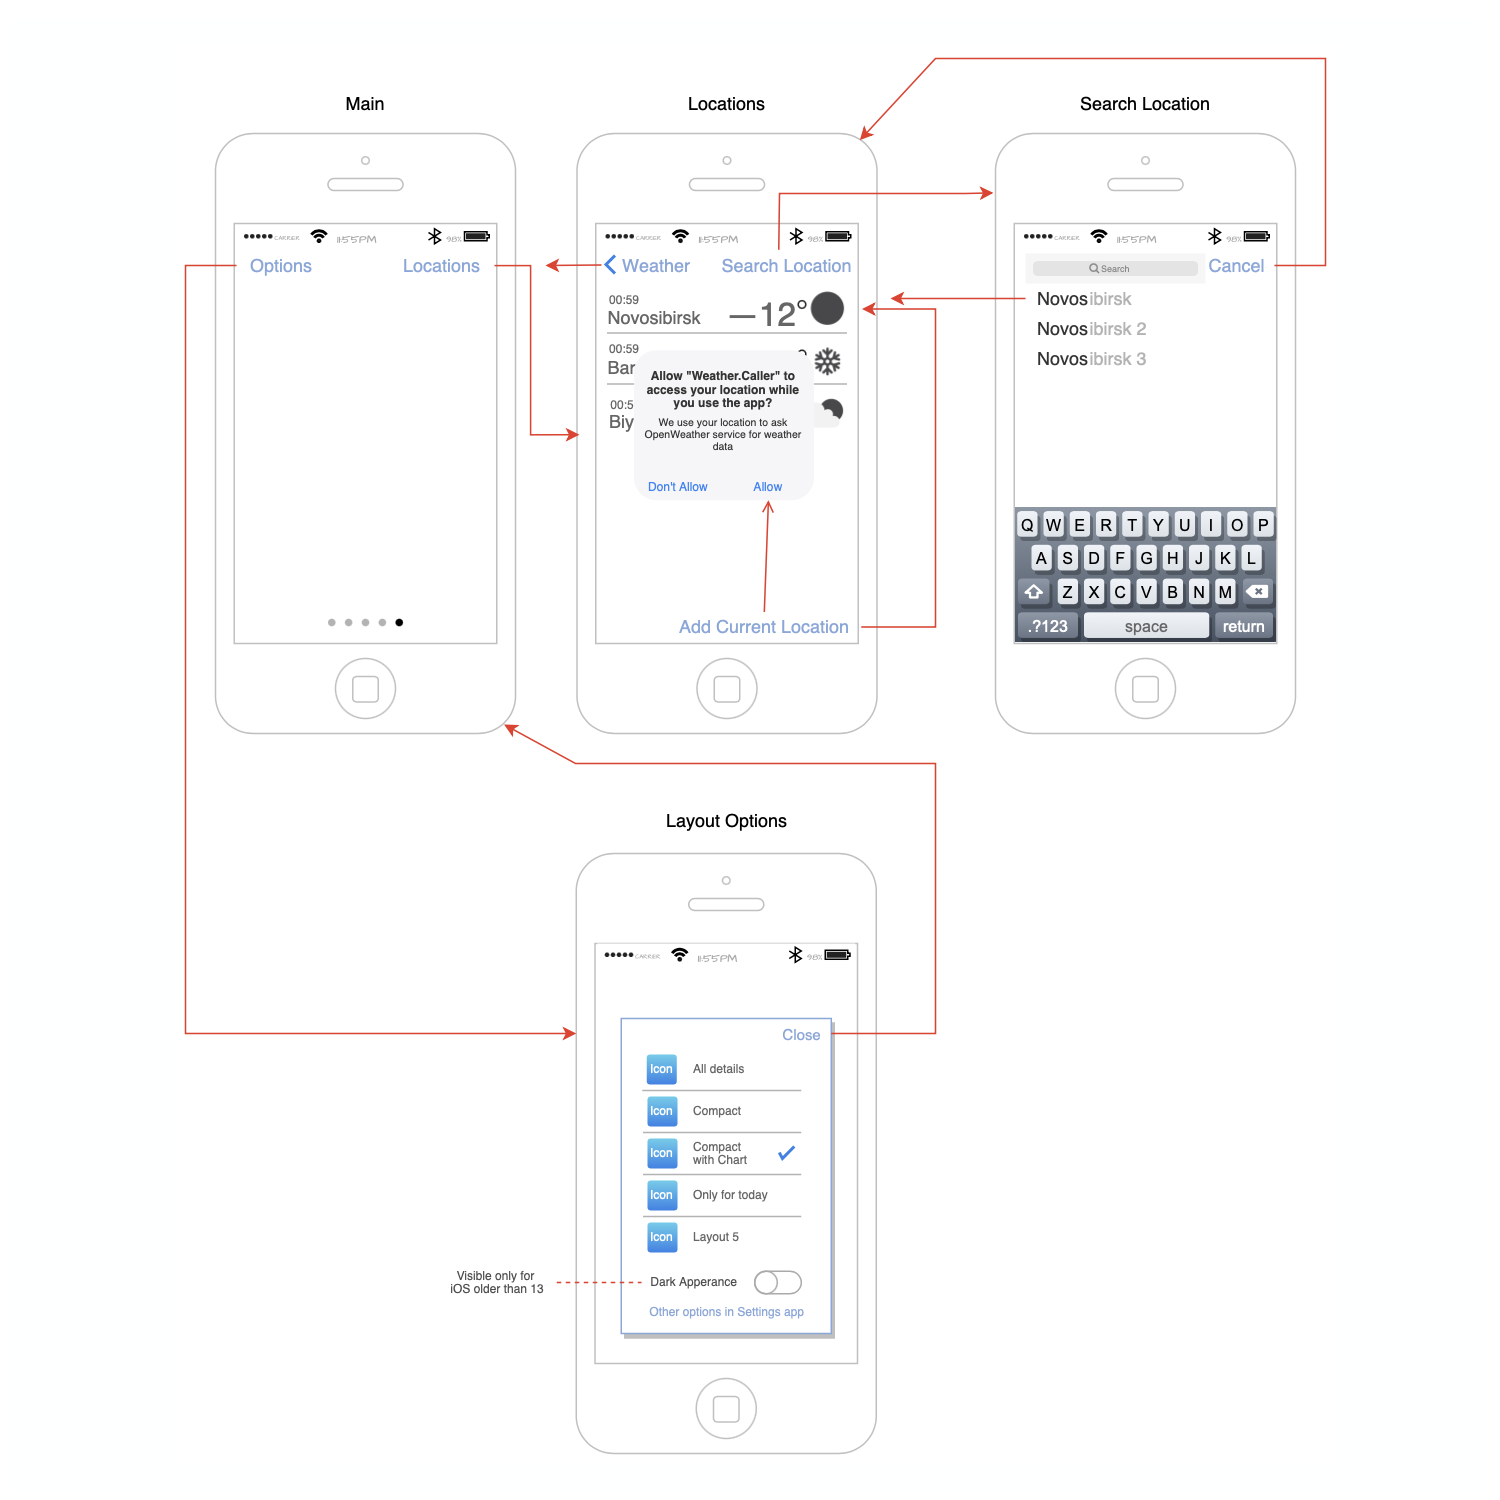 Main
Locations
Search Location
CARRIER
11:55PM
98%
Options
Locations
CARRIER
11:55PM
98%
Weather
Search Location
00:59
Novosibirsk
—12°
00:59
Bar
°
00:5
Biy
Allow "Weather.Caller" to
access your location while
you use the app?
We use your location to ask
OpenWeather service for weather
data
Don't Allow
Allow
Add Current Location
CARRIER
11:55PM
98%
Search
Cancel
Novosibirsk
Novosibirsk 2
Novosibirsk 3
Q W E R T Y U I O P
A S D F G H J K L
Z X C V B N M
.?123 space return
Layout Options
CARRIER
11:55PM
98%
Close
Icon All details
Icon Compact
Icon Compact
with Chart
Icon Only for today
Icon Layout 5
Visible only for
iOS older than 13
Dark Apperance
Other options in Settings app